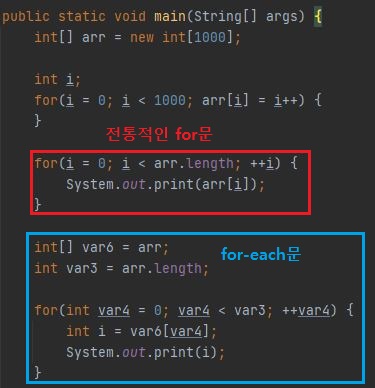 public static void main(String[] args) {
int[] arr = new int[1000];
int i;
for(i = 0; i < 1000; arr[i] = i++) {
}
전통적인 for문
for(i = 0; i < arr.length; ++i) {
System.out.print(arr[i]);
}
int[] var6 = arr;
for-each문
int var3 = arr.length;
for(int var4 = 0; var4 < var3; ++var4) {
int i = var6[var4];
System.out.print(i);
}